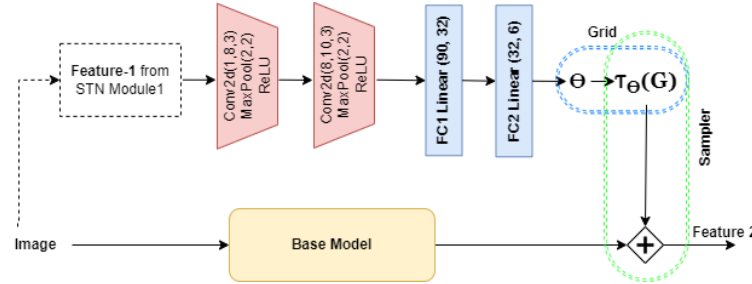 Feature-1 from
STN Module1
Conv2d(1,8,3)
MaxPool(2,2)
ReLU
Conv2d(8,10,3)
MaxPool(2,2)
ReLU
FC1 Linear (90, 32)
FC2 Linear (32, 6)
Grid
Θ
τΘ(G)
Sampler
Image
Base Model
+
Feature 2